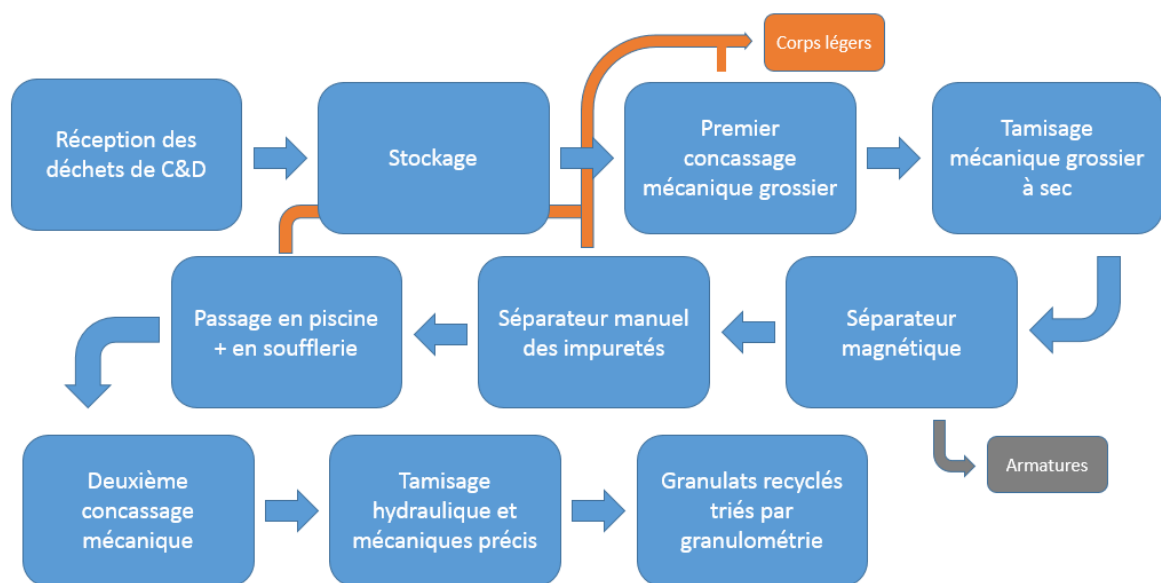 Corps légers
Réception des
déchets de C&D
Stockage
Premier
concassage
mécanique grossier
Tamisage
mécanique grossier
à sec
Passage en piscine
+ en soufflerie
Séparateur manuel
des impuretés
Séparateur
magnétique
Armatures
Deuxième
concassage
mécanique
Tamisage
hydraulique et
mécaniques précis
Granulats recyclés
triés par
granulométrie